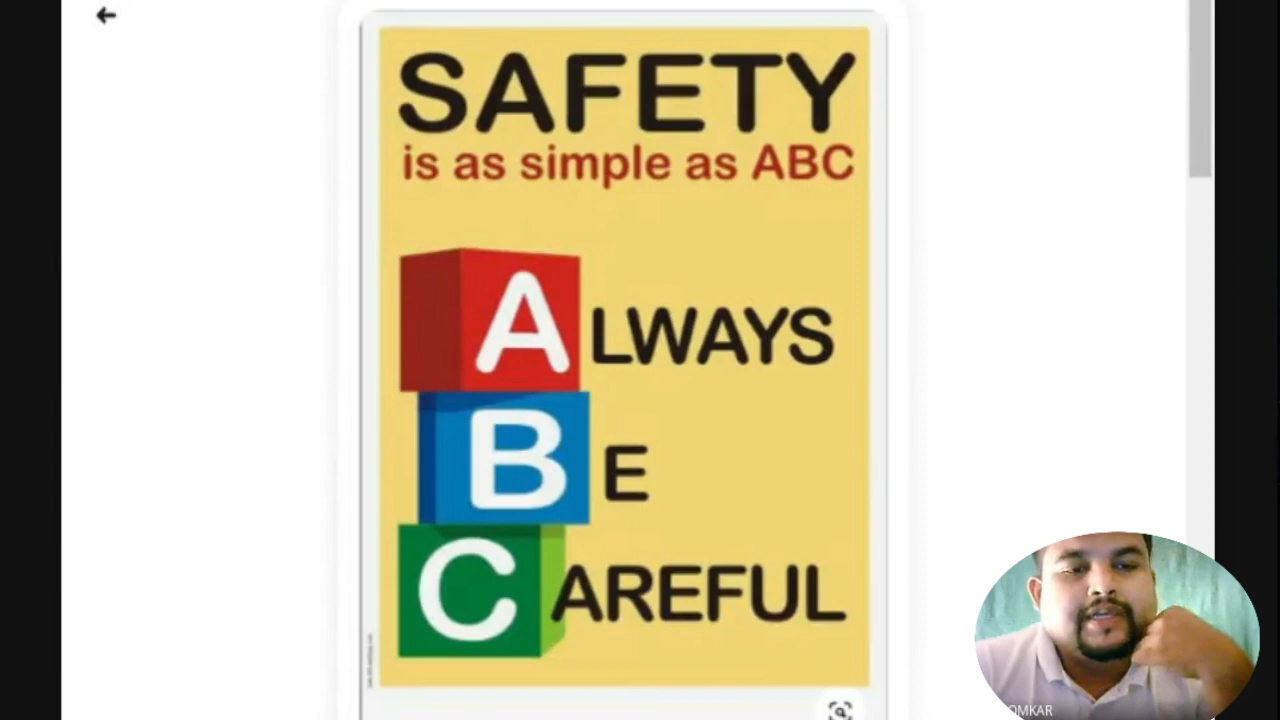 SAFETY
is as simple as ABC
ALWAYS
BE
CAREFUL
OMKAR